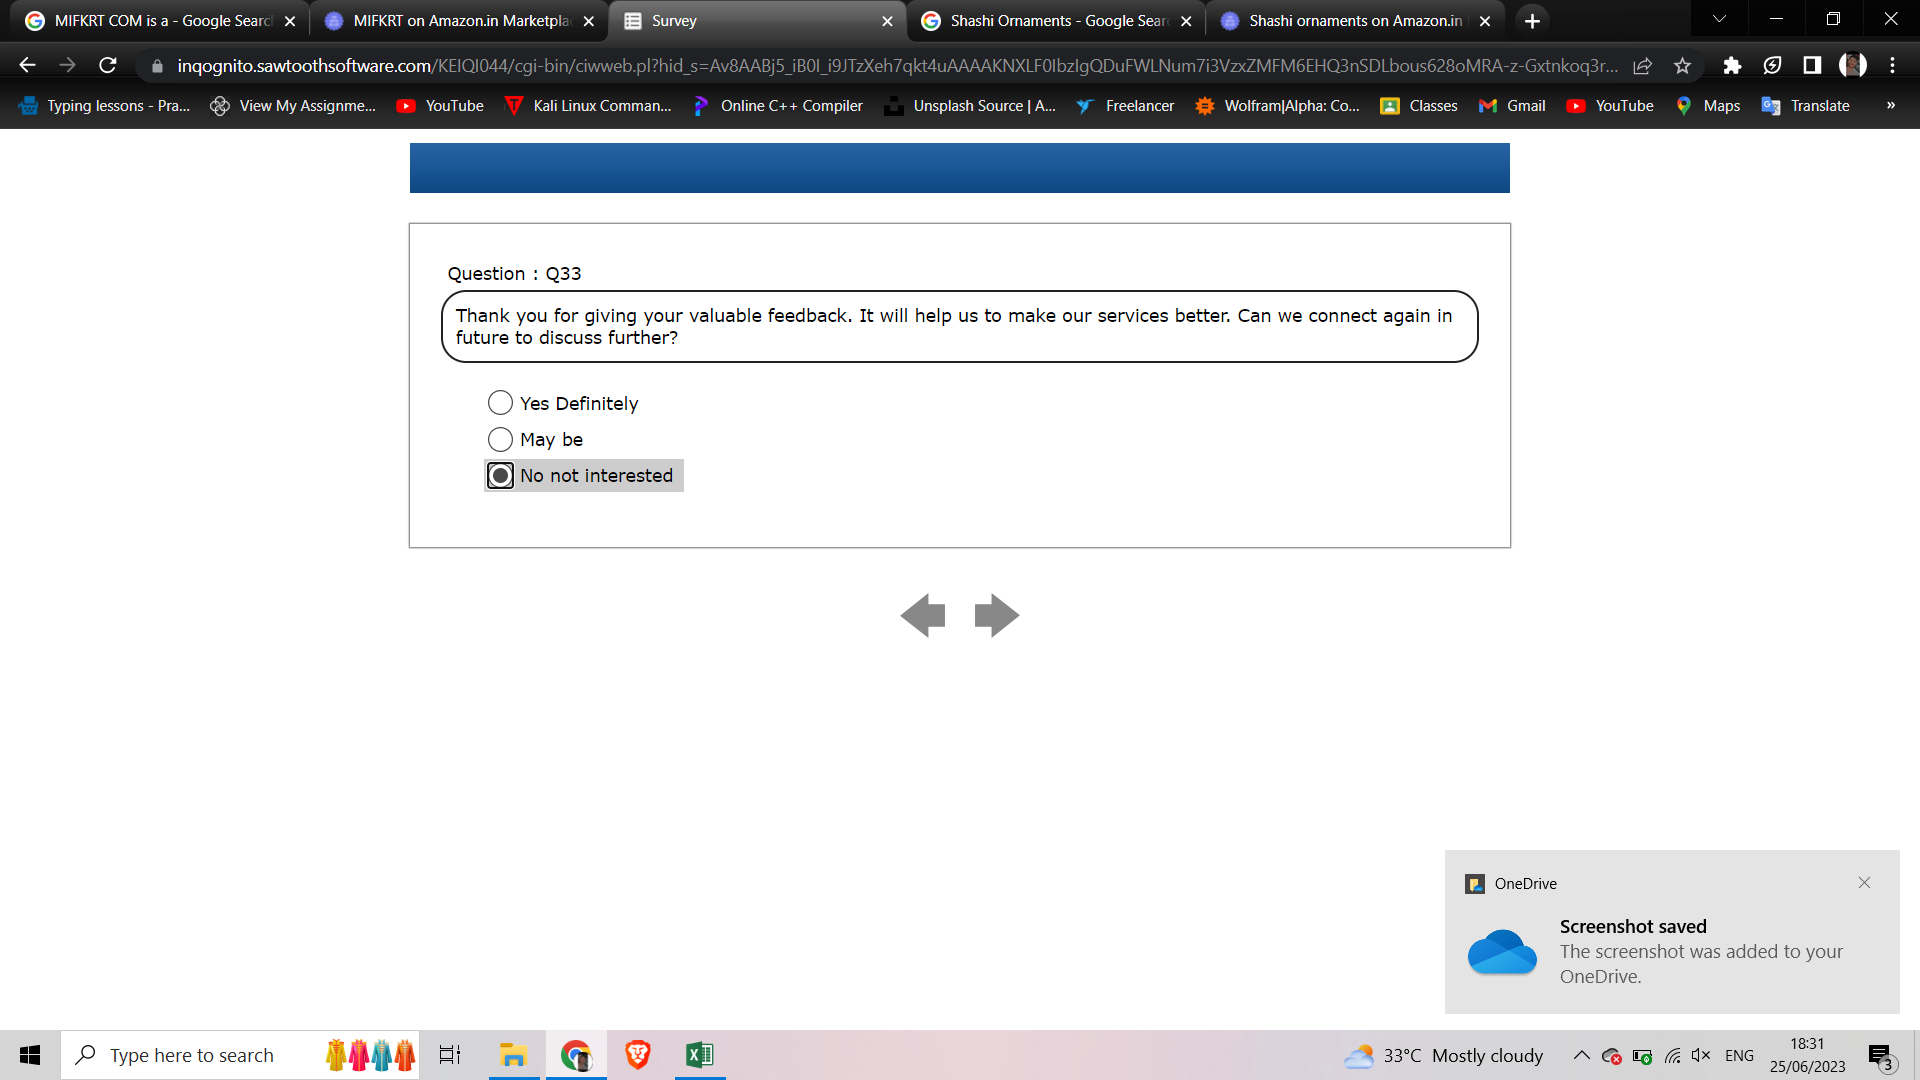 MIFKRT COM is a - Google Searc
MIFKRT on Amazon.in Marketpla
Survey
Shashi Ornaments - Google Sear
Shashi ornaments on Amazon.in
inqognito.sawtoothsoftware.com/KEIQI044/cgi-bin/ciwweb.pl?hid_s=Av8AABj5_iB0I_i9JTzXeh7qkt4uAAAAKNXLF0IbzIgQDuFWLNum7i3VzxZMFM6EHQ3nSDLbous628oMRA-z-Gxtnkoq3r...
Typing lessons - Pra...
View My Assignme...
YouTube
Kali Linux Comman...
Online C++ Compiler
Unsplash Source | A...
Freelancer
Wolfram|Alpha: Co...
Classes
Gmail
YouTube
Maps
Translate
»
Question : Q33
Thank you for giving your valuable feedback. It will help us to make our services better. Can we connect again in
future to discuss further?
Yes Definitely
May be
No not interested
OneDrive
Screenshot saved
The screenshot was added to your
OneDrive.
Type here to search
33°C Mostly cloudy
ENG
18:31
25/06/2023
3